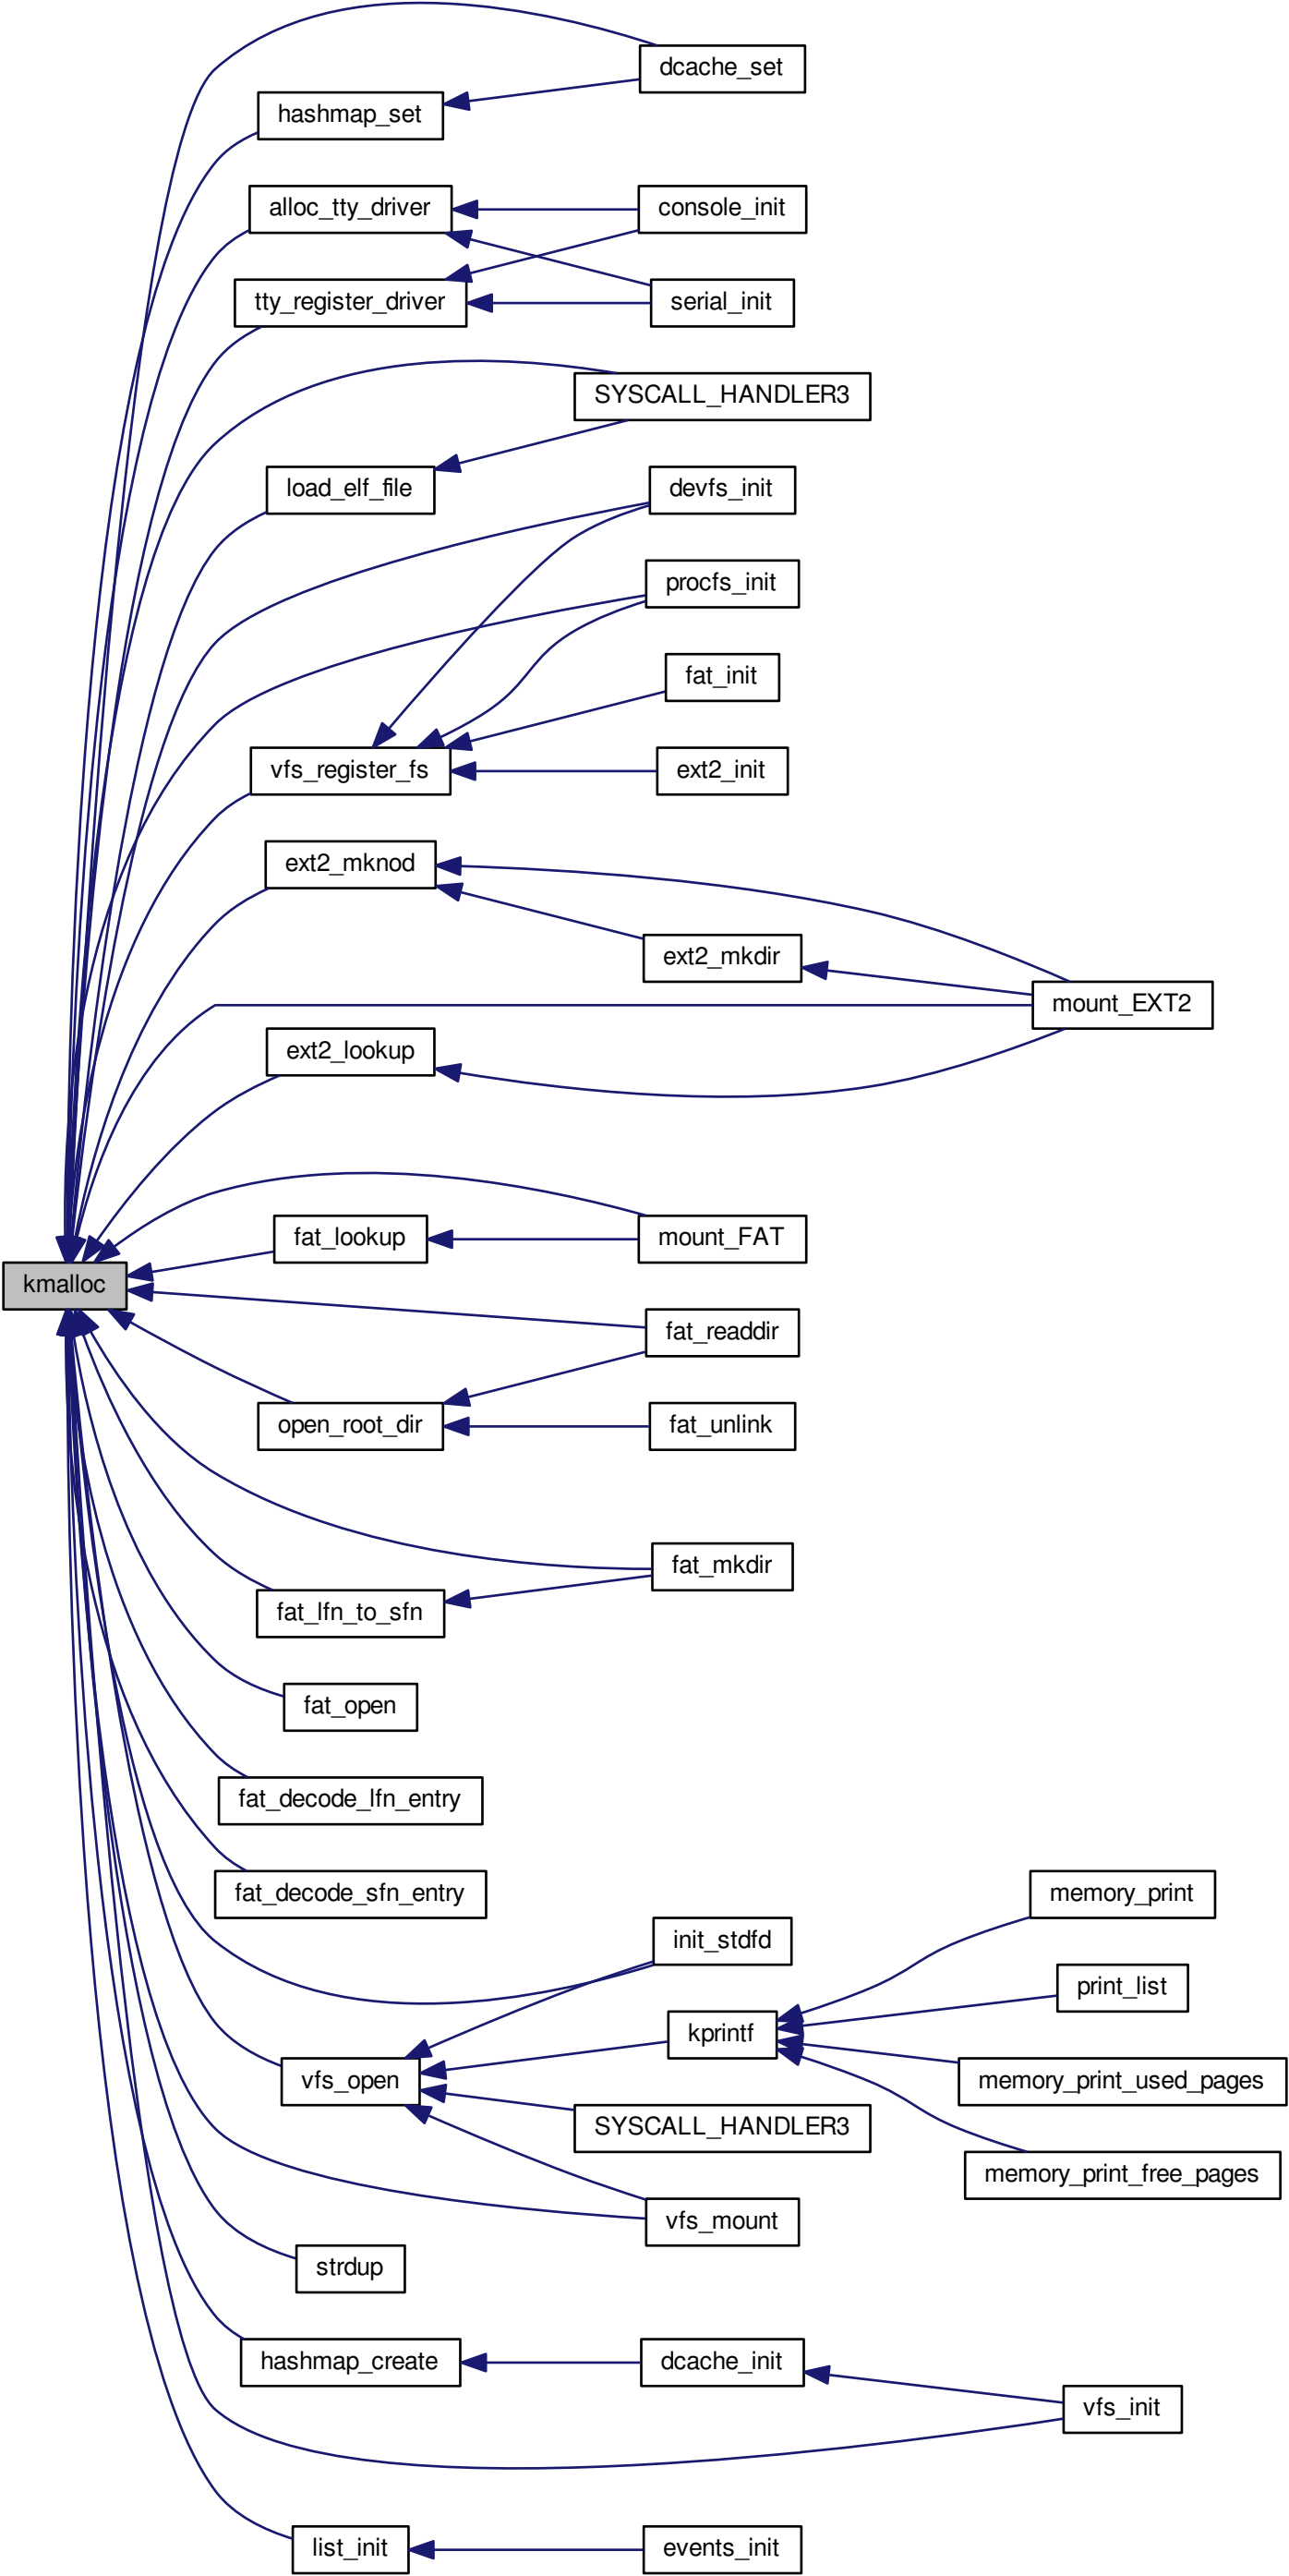 dcache_set
hashmap_set
alloc_tty_driver
console_init
tty_register_driver
serial_init
SYSCALL_HANDLER3
load_elf_file
devfs_init
procfs_init
fat_init
vfs_register_fs
ext2_init
ext2_mknod
ext2_mkdir
mount_EXT2
ext2_lookup
fat_lookup
mount_FAT
kmalloc
fat_readdir
open_root_dir
fat_unlink
fat_mkdir
fat_lfn_to_sfn
fat_open
fat_decode_lfn_entry
fat_decode_sfn_entry
memory_print
init_stdfd
print_list
kprintf
vfs_open
memory_print_used_pages
SYSCALL_HANDLER3
memory_print_free_pages
vfs_mount
strdup
hashmap_create
dcache_init
vfs_init
list_init
events_init